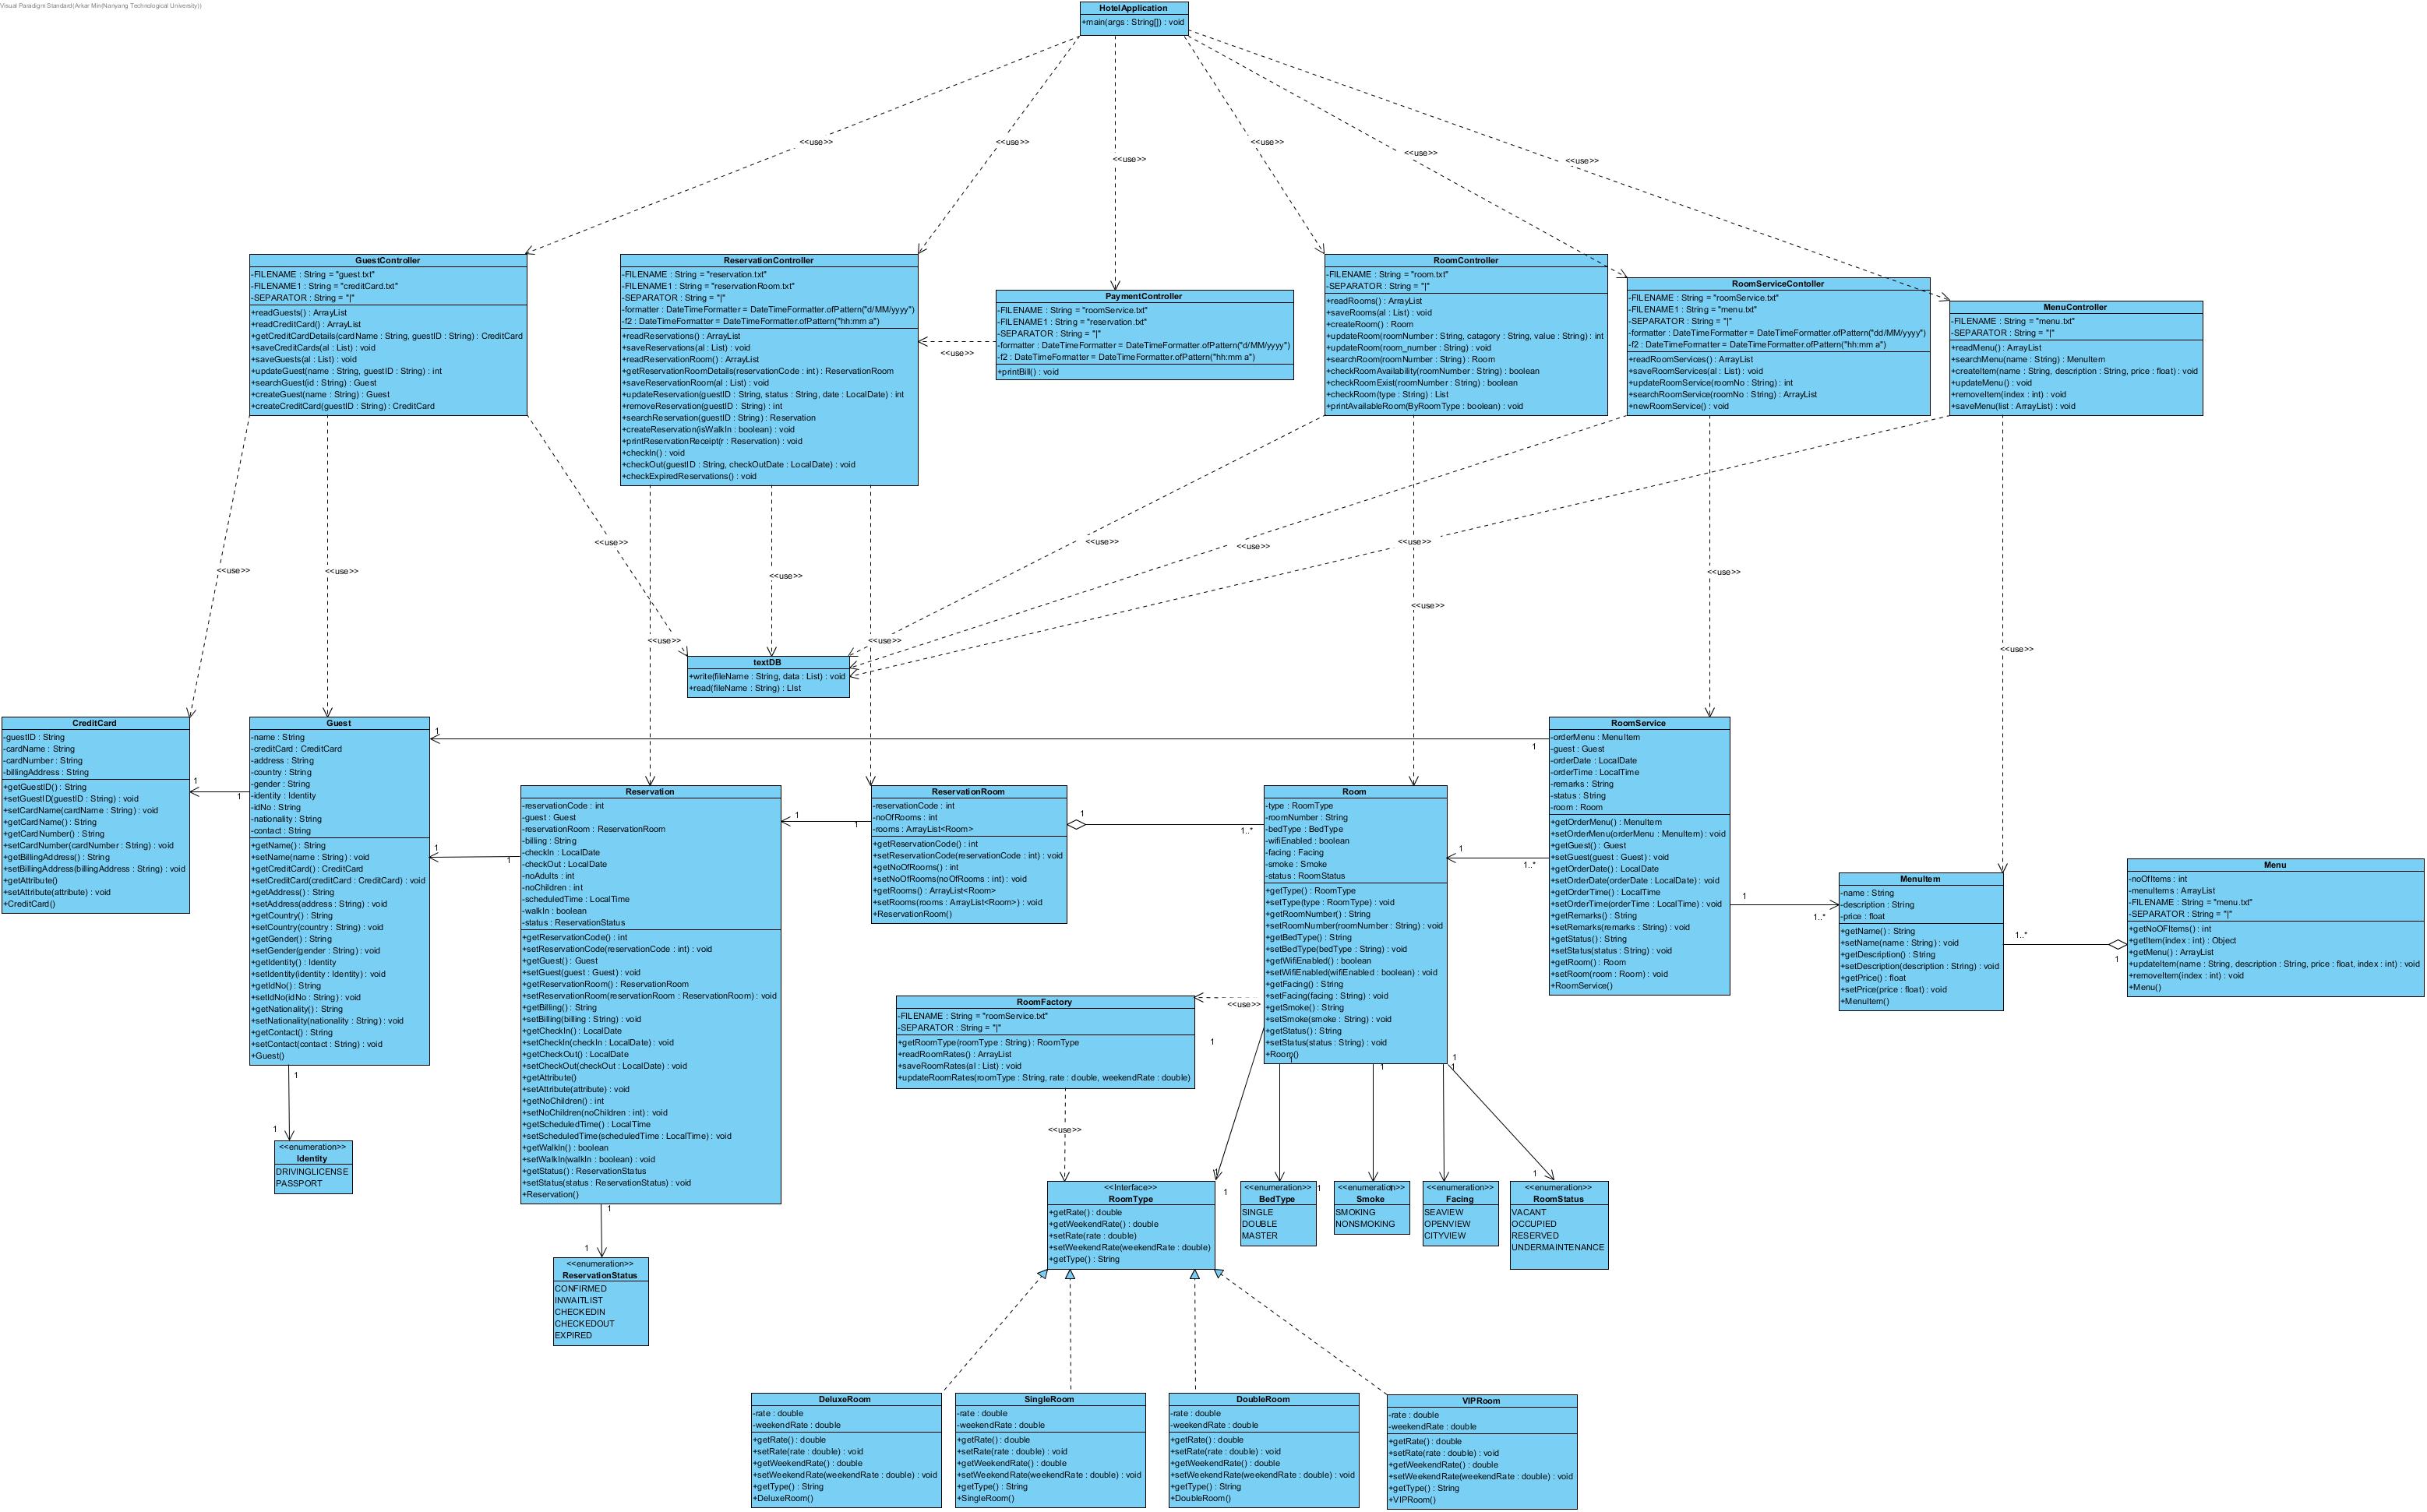 Visual Paradigm Standard(Arkar Min(Nanyang Technological University))
HotelApplication
+main(args : String[]) : void
<<use>>
<<use>>
<<use>>
<<use>>
<<use>>
<<use>>
GuestController
-FILENAME : String = "guest.txt"
-FILENAME1 : String = "creditCard.txt"
-SEPARATOR : String = "|"
+readGuests() : ArrayList
+readCreditCard() : ArrayList
+getCreditCardDetails(cardName : String, guestID : String) : CreditCard
+saveCreditCards(al : List) : void
+saveGuests(al : List) : void
+updateGuest(name : String, guestID : String) : int
+searchGuest(id : String) : Guest
+createGuest(name : String) : Guest
+createCreditCard(guestID : String) : CreditCard
ReservationController
-FILENAME : String = "reservation.txt"
-FILENAME1 : String = "reservationRoom.txt"
-SEPARATOR : String = "|"
-formatter : DateTimeFormatter = DateTimeFormatter.ofPattern("d/MM/yyyy")
-f2 : DateTimeFormatter = DateTimeFormatter.ofPattern("hh:mm a")
+readReservations() : ArrayList
+saveReservations(al : List) : void
+readReservationRoom() : ArrayList
+getReservationRoomDetails(reservationCode : int) : ReservationRoom
+saveReservationRoom(al : List) : void
+updateReservation(guestID : String, status : String, date : LocalDate) : int
+removeReservation(guestID : String) : int
+searchReservation(guestID : String) : Reservation
+createReservation(isWalkIn : boolean) : void
+printReservationReceipt(r : Reservation) : void
+checkIn() : void
+checkOut(guestID : String, checkOutDate : LocalDate) : void
+checkExpiredReservations() : void
<<use>>
PaymentController
-FILENAME : String = "roomService.txt"
-FILENAME1 : String = "reservation.txt"
-SEPARATOR : String = "|"
-formatter : DateTimeFormatter = DateTimeFormatter.ofPattern("d/MM/yyyy")
-f2 : DateTimeFormatter = DateTimeFormatter.ofPattern("hh:mm a")
+printBill() : void
RoomController
-FILENAME : String = "room.txt"
-SEPARATOR : String = "|"
+readRooms() : ArrayList
+saveRooms(al : List) : void
+createRoom() : Room
+updateRoom(roomNumber : String, catagory : String, value : String) : int
+updateRoom(room_number : String) : void
+searchRoom(roomNumber : String) : Room
+checkRoomAvailability(roomNumber : String) : boolean
+checkRoomExist(roomNumber : String) : boolean
+checkRoom(type : String) : List
+printAvailableRoom(ByRoomType : boolean) : void
RoomServiceContoller
-FILENAME : String = "roomService.txt"
-FILENAME1 : String = "menu.txt"
-SEPARATOR : String = "|"
-formatter : DateTimeFormatter = DateTimeFormatter.ofPattern("dd/MM/yyyy")
-f2 : DateTimeFormatter = DateTimeFormatter.ofPattern("hh:mm a")
+readRoomServices() : ArrayList
+saveRoomServices(al : List) : void
+updateRoomService(roomNo : String) : int
+searchRoomService(roomNo : String) : ArrayList
+newRoomService() : void
MenuController
-FILENAME : String = "menu.txt"
-SEPARATOR : String = "|"
+readMenu() : ArrayList
+searchMenu(name : String) : MenuItem
+createItem(name : String, description : String, price : float) : void
+updateMenu() : void
+removeItem(index : int) : void
+saveMenu(list : ArrayList) : void
<<use>>
<<use>>
<<use>>
<<use>>
<<use>>
<<use>>
<<use>>
<<use>>
<<use>>
<<use>>
<<use>>
<<use>>
textDB
+write(fileName : String, data : List) : void
+read(fileName : String) : LIst
CreditCard
-guestID : String
-cardName : String
-cardNumber : String
-billingAddress : String
+getGuestID() : String
+setGuestID(guestID : String) : void
+setCardName(cardName : String) : void
+getCardName() : String
+getCardNumber() : String
+setCardNumber(cardNumber : String) : void
+getBillingAddress() : String
+setBillingAddress(billingAddress : String) : void
+getAttribute()
+setAttribute(attribute) : void
+CreditCard()
1
1
Guest
-name : String
-creditCard : CreditCard
-address : String
-country : String
-gender : String
-identity : Identity
-idNo : String
-nationality : String
-contact : String
+getName() : String
+setName(name : String) : void
+getCreditCard() : CreditCard
+setCreditCard(creditCard : CreditCard) : void
+getAddress() : String
+setAddress(address : String) : void
+getCountry() : String
+setCountry(country : String) : void
+getGender() : String
+setGender(gender : String) : void
+getIdentity() : Identity
+setIdentity(identity : Identity) : void
+getIdNo() : String
+setIdNo(idNo : String) : void
+getNationality() : String
+setNationality(nationality : String) : void
+getContact() : String
+setContact(contact : String) : void
+Guest()
1
1
1
1
1
1
<<enumeration>>
Identity
DRIVINGLICENSE
PASSPORT
Reservation
-reservationCode : int
-guest : Guest
-reservationRoom : ReservationRoom
-billing : String
-checkIn : LocalDate
-checkOut : LocalDate
-noAdults : int
-noChildren : int
-scheduledTime : LocalTime
-walkIn : boolean
-status : ReservationStatus
+getReservationCode() : int
+setReservationCode(reservationCode : int) : void
+getGuest() : Guest
+setGuest(guest : Guest) : void
+getReservationRoom() : ReservationRoom
+setReservationRoom(reservationRoom : ReservationRoom) : void
+getBilling() : String
+setBilling(billing : String) : void
+getCheckIn() : LocalDate
+setCheckIn(checkIn : LocalDate) : void
+getCheckOut() : LocalDate
+setCheckOut(checkOut : LocalDate) : void
+getAttribute()
+setAttribute(attribute) : void
+getNoChildren() : int
+setNoChildren(noChildren : int) : void
+getScheduledTime() : LocalTime
+setScheduledTime(scheduledTime : LocalTime) : void
+getWalkIn() : boolean
+setWalkIn(walkIn : boolean) : void
+getStatus() : ReservationStatus
+setStatus(status : ReservationStatus) : void
+Reservation()
1
1
<<enumeration>>
ReservationStatus
CONFIRMED
INWAITLIST
CHECKEDIN
CHECKEDOUT
EXPIRED
1
1
ReservationRoom
-reservationCode : int
-noOfRooms : int
-rooms : ArrayList<Room>
+getReservationCode() : int
+setReservationCode(reservationCode : int) : void
+getNoOfRooms() : int
+setNoOfRooms(noOfRooms : int) : void
+getRooms() : ArrayList<Room>
+setRooms(rooms : ArrayList<Room>) : void
+ReservationRoom()
1
1..*
Room
-type : RoomType
-roomNumber : String
-bedType : BedType
-wifiEnabled : boolean
-facing : Facing
-smoke : Smoke
-status : RoomStatus
+getType() : RoomType
+setType(type : RoomType) : void
+getRoomNumber() : String
+setRoomNumber(roomNumber : String) : void
+getBedType() : String
+setBedType(bedType : String) : void
+getWifiEnabled() : boolean
+setWifiEnabled(wifiEnabled : boolean) : void
+getFacing() : String
+setFacing(facing : String) : void
+getSmoke() : String
+setSmoke(smoke : String) : void
+getStatus() : String
+setStatus(status : String) : void
+Room()
1
1..*
RoomService
-orderMenu : MenuItem
-guest : Guest
-orderDate : LocalDate
-orderTime : LocalTime
-remarks : String
-status : String
-room : Room
+getOrderMenu() : MenuItem
+setOrderMenu(orderMenu : MenuItem) : void
+getGuest() : Guest
+setGuest(guest : Guest) : void
+getOrderDate() : LocalDate
+setOrderDate(orderDate : LocalDate) : void
+getOrderTime() : LocalTime
+setOrderTime(orderTime : LocalTime) : void
+getRemarks() : String
+setRemarks(remarks : String) : void
+getStatus() : String
+setStatus(status : String) : void
+getRoom() : Room
+setRoom(room : Room) : void
+RoomService()
1
1..*
MenuItem
-name : String
-description : String
-price : float
+getName() : String
+setName(name : String) : void
+getDescription() : String
+setDescription(description : String) : void
+getPrice() : float
+setPrice(price : float) : void
+MenuItem()
1..*
1
Menu
-noOfItems : int
-menuItems : ArrayList
-FILENAME : String = "menu.txt"
-SEPARATOR : String = "|"
+getNoOFItems() : int
+getItem(index : int) : Object
+getMenu() : ArrayList
+updateItem(name : String, description : String, price : float, index : int) : void
+removeItem(index : int) : void
+Menu()
RoomFactory
-FILENAME : String = "roomService.txt"
-SEPARATOR : String = "|"
+getRoomType(roomType : String) : RoomType
+readRoomRates() : ArrayList
+saveRoomRates(al : List) : void
+updateRoomRates(roomType : String, rate : double, weekendRate : double)
<<use>>
1
1
1
1
1
<<use>>
1
1
1
1
1
<<Interface>>
RoomType
+getRate() : double
+getWeekendRate() : double
+setRate(rate : double)
+setWeekendRate(weekendRate : double)
+getType() : String
<<enumeration>>
BedType
SINGLE
DOUBLE
MASTER
<<enumeration>>
Smoke
SMOKING
NONSMOKING
<<enumeration>>
Facing
SEAVIEW
OPENVIEW
CITYVIEW
<<enumeration>>
RoomStatus
VACANT
OCCUPIED
RESERVED
UNDERMAINTENANCE
DeluxeRoom
-rate : double
-weekendRate : double
+getRate() : double
+setRate(rate : double) : void
+getWeekendRate() : double
+setWeekendRate(weekendRate : double) : void
+getType() : String
+DeluxeRoom()
SingleRoom
-rate : double
-weekendRate : double
+getRate() : double
+setRate(rate : double) : void
+getWeekendRate() : double
+setWeekendRate(weekendRate : double) : void
+getType() : String
+SingleRoom()
DoubleRoom
-rate : double
-weekendRate : double
+getRate() : double
+setRate(rate : double) : void
+getWeekendRate() : double
+setWeekendRate(weekendRate : double) : void
+getType() : String
+DoubleRoom()
VIPRoom
-rate : double
-weekendRate : double
+getRate() : double
+setRate(rate : double) : void
+getWeekendRate() : double
+setWeekendRate(weekendRate : double) : void
+getType() : String
+VIPRoom()